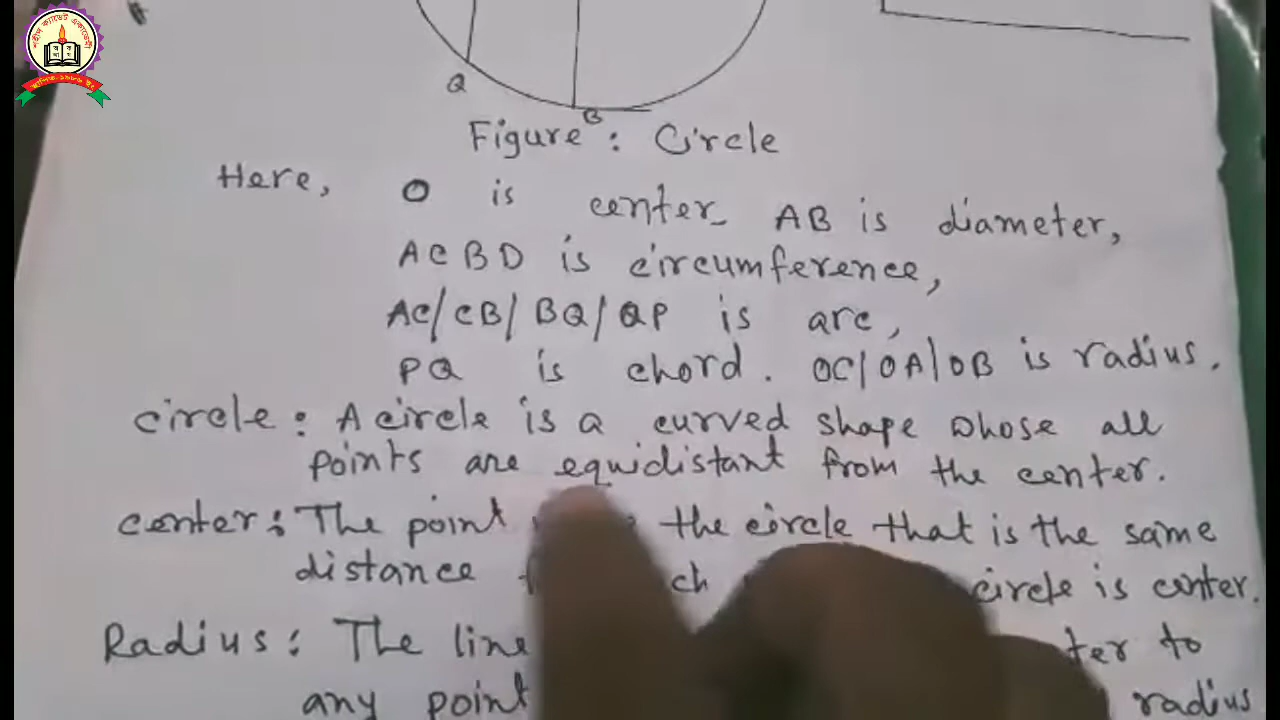 শহীদ ক্যাডেট একাডেমী
Q
B
Figure : Circle
Here, O is center AB is diameter,
ACBD is circumference,
AC/CB/BQ/QP is arc,
PQ is chord. OC/OA/OB is radius.
circle : A circle is a curved shape whose all
points are equidistant from the center.
center : The point the circle that is the same
distance circle is center.
Radius : The line to
any point radius